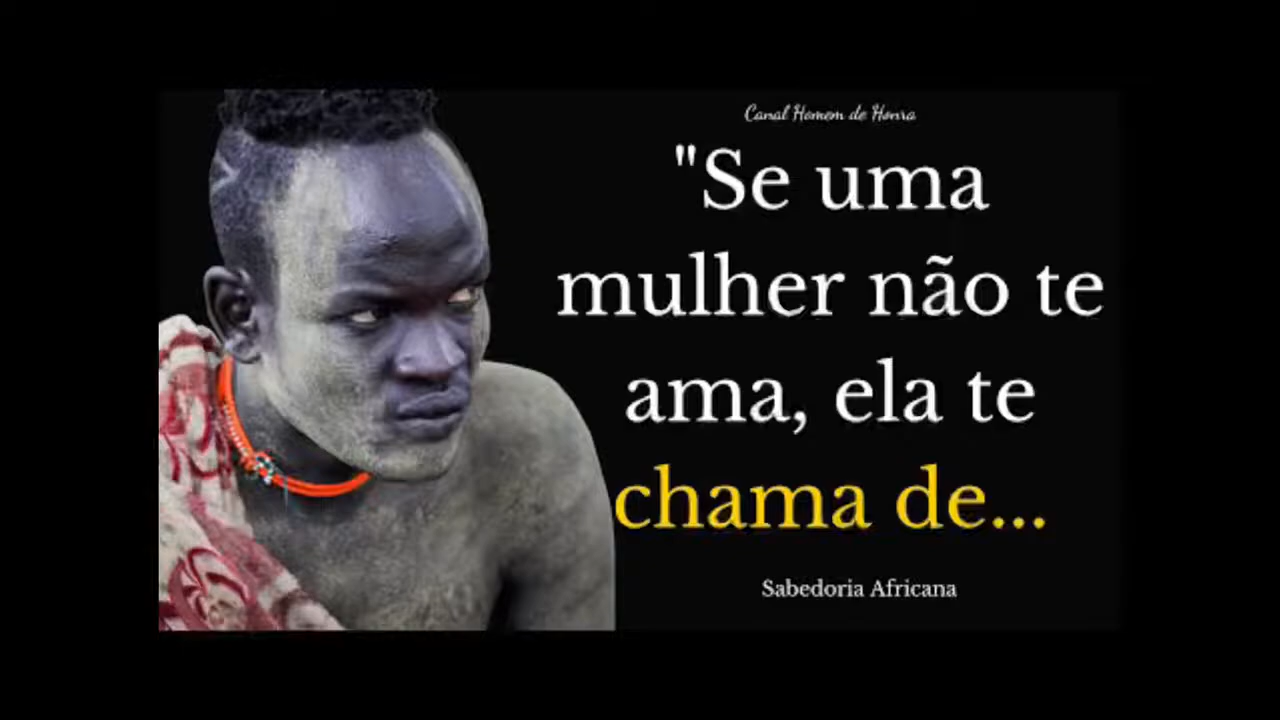 Canal Homem de Honra
"Se uma
mulher não te
ama, ela te
chama de...
Sabedoria Africana